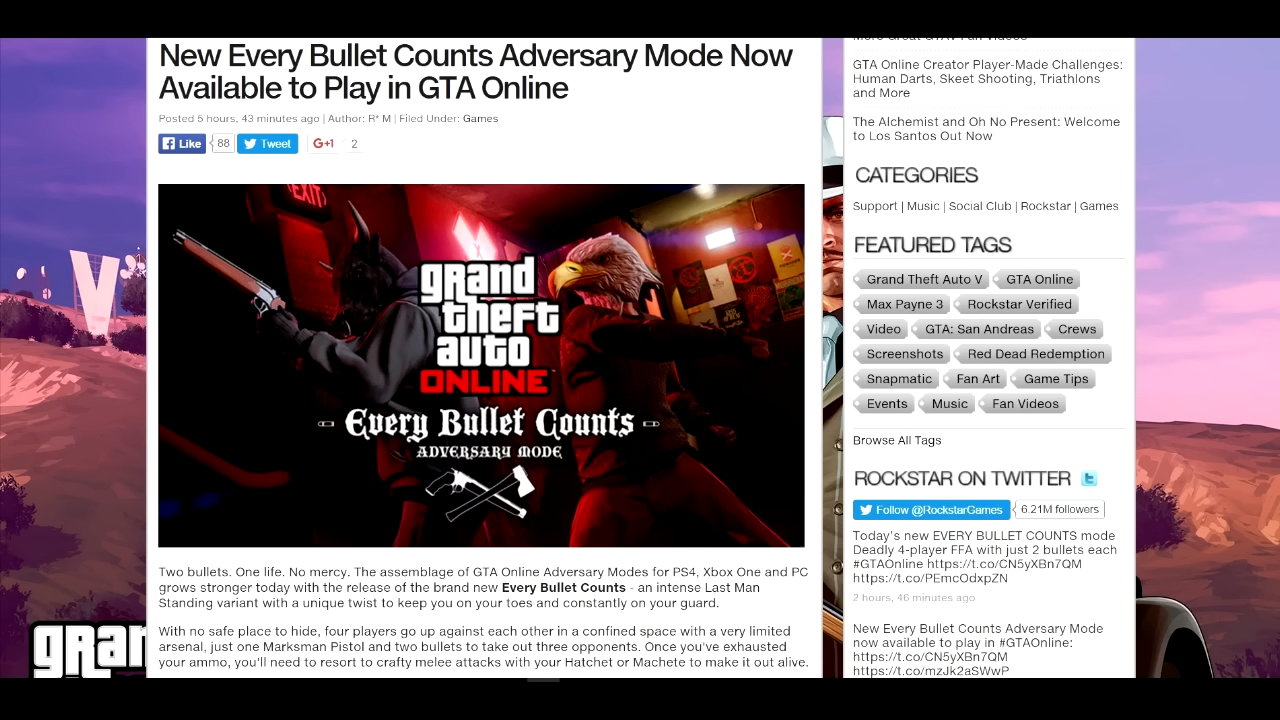 New Every Bullet Counts Adversary Mode Now
Available to Play in GTA Online
Posted 5 hours, 43 minutes ago | Author: R* M | Filed Under: Games
Like
88
Tweet
G+1
2
EXIT
grand
theft
auto
ONLINE
Every Bullet Counts
ADVERSARY MODE
Two bullets. One life. No mercy. The assemblage of GTA Online Adversary Modes for PS4, Xbox One and PC
grows stronger today with the release of the brand new Every Bullet Counts - an intense Last Man
Standing variant with a unique twist to keep you on your toes and constantly on your guard.
With no safe place to hide, four players go up against each other in a confined space with a very limited
arsenal, just one Marksman Pistol and two bullets to take out three opponents. Once you've exhausted
your ammo, you'll need to resort to crafty melee attacks with your Hatchet or Machete to make it out alive.
More Great GTAV Fan Videos
GTA Online Creator Player-Made Challenges:
Human Darts, Skeet Shooting, Triathlons
and More
The Alchemist and Oh No Present: Welcome
to Los Santos Out Now
CATEGORIES
Support | Music | Social Club | Rockstar | Games
FEATURED TAGS
Grand Theft Auto V GTA Online
Max Payne 3 Rockstar Verified
Video GTA: San Andreas Crews
Screenshots Red Dead Redemption
Snapmatic Fan Art Game Tips
Events Music Fan Videos
Browse All Tags
ROCKSTAR ON TWITTER
Follow @RockstarGames 6.21M followers
Today's new EVERY BULLET COUNTS mode
Deadly 4-player FFA with just 2 bullets each
#GTAOnline https://t.co/CN5yXBn7QM
https://t.co/PEmcOdxpZN
2 hours, 46 minutes ago
New Every Bullet Counts Adversary Mode
now available to play in #GTAOnline:
https://t.co/CN5yXBn7QM
https://t.co/mzJk2aSWwP
V
gran